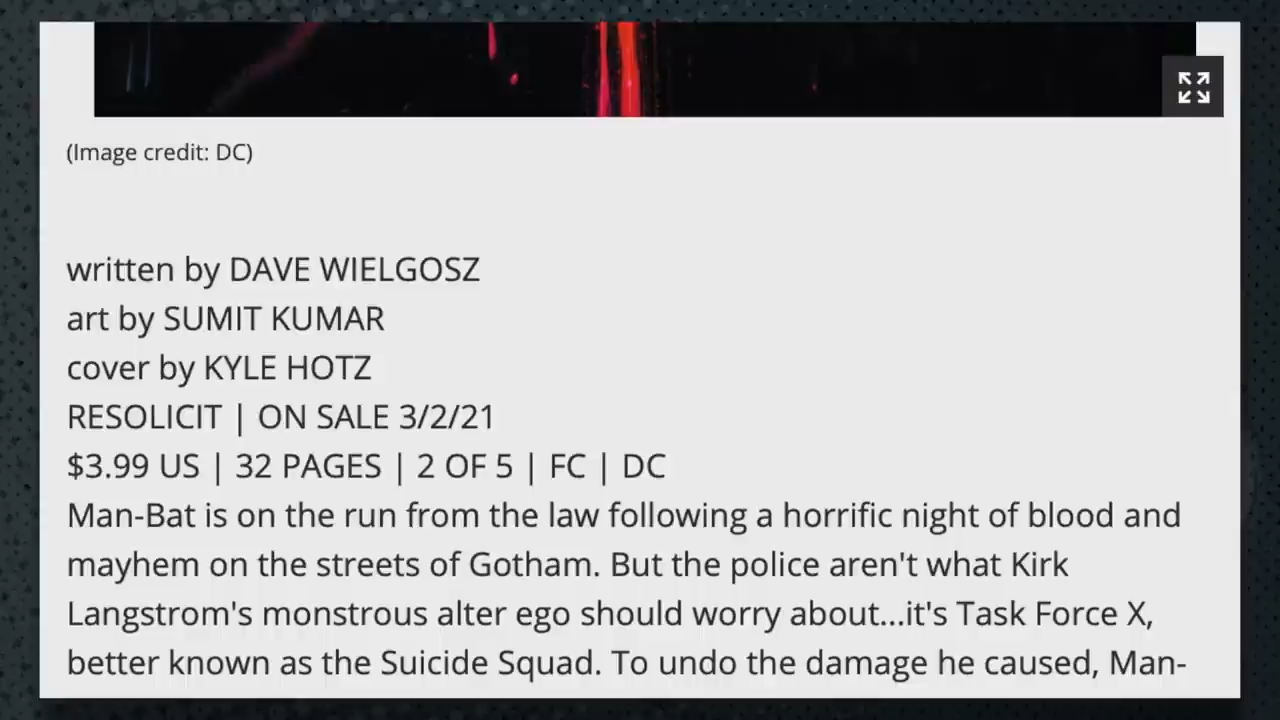 (Image credit: DC)
written by DAVE WIELGOSZ
art by SUMIT KUMAR
cover by KYLE HOTZ
RESOLICIT | ON SALE 3/2/21
$3.99 US | 32 PAGES | 2 OF 5 | FC | DC
Man-Bat is on the run from the law following a horrific night of blood and
mayhem on the streets of Gotham. But the police aren't what Kirk
Langstrom's monstrous alter ego should worry about...it's Task Force X,
better known as the Suicide Squad. To undo the damage he caused, Man-